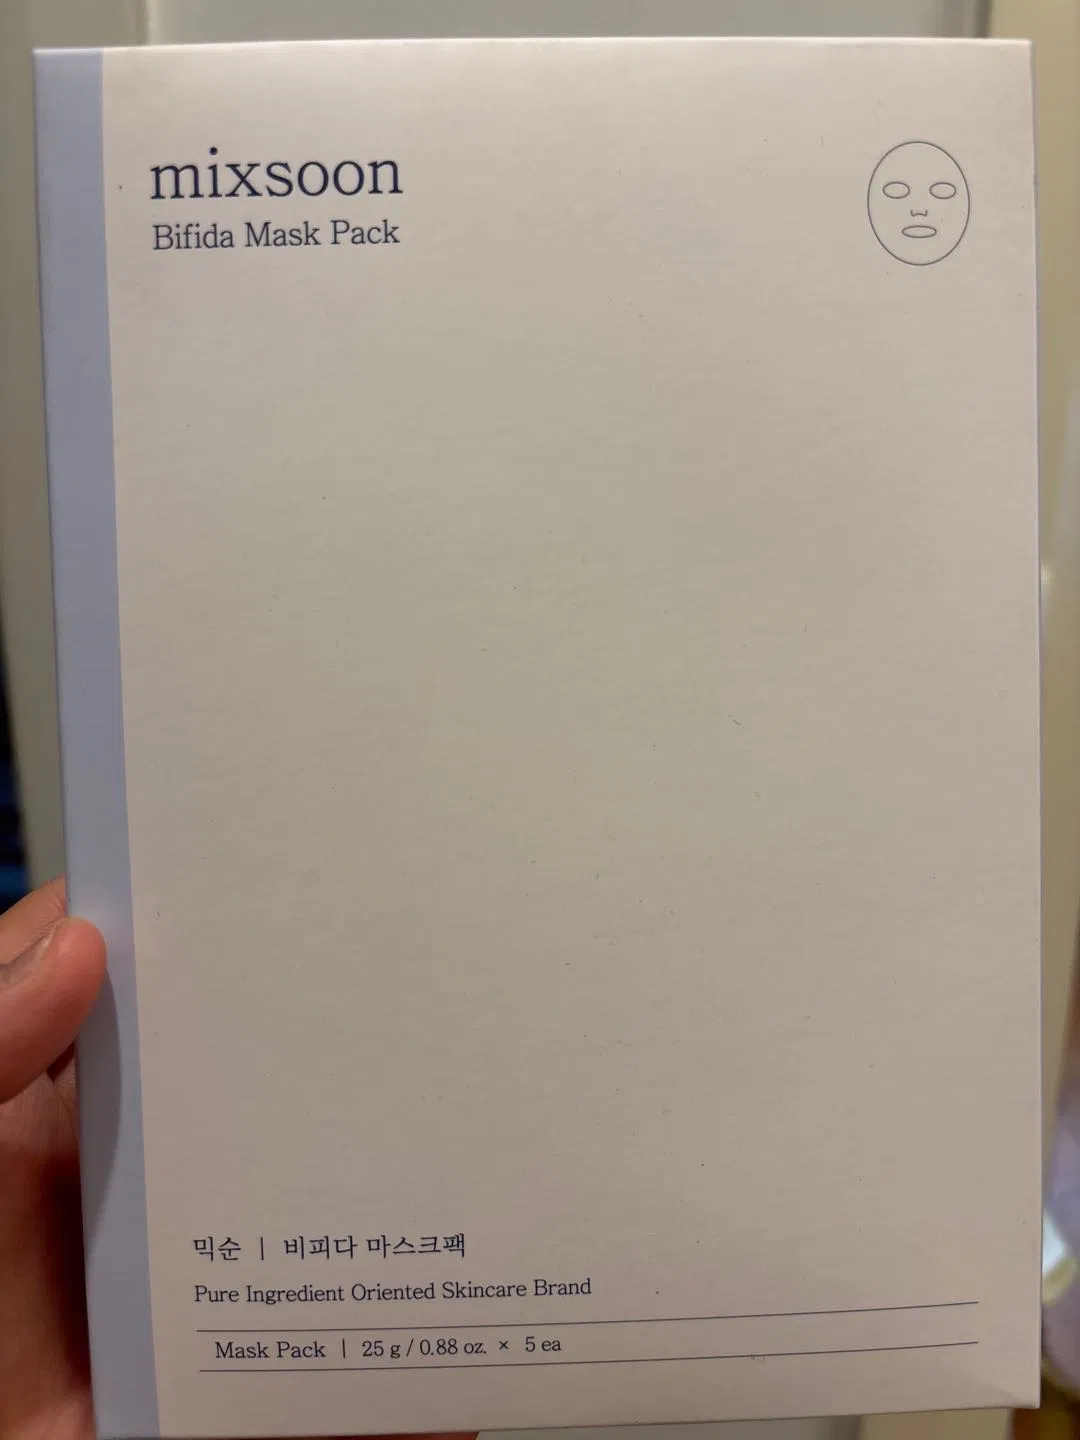 mixsoon
Bifida Mask Pack
믹순 | 비피다 마스크팩
Pure Ingredient Oriented Skincare Brand
Mask Pack | 25 g / 0.88 oz. × 5 ea